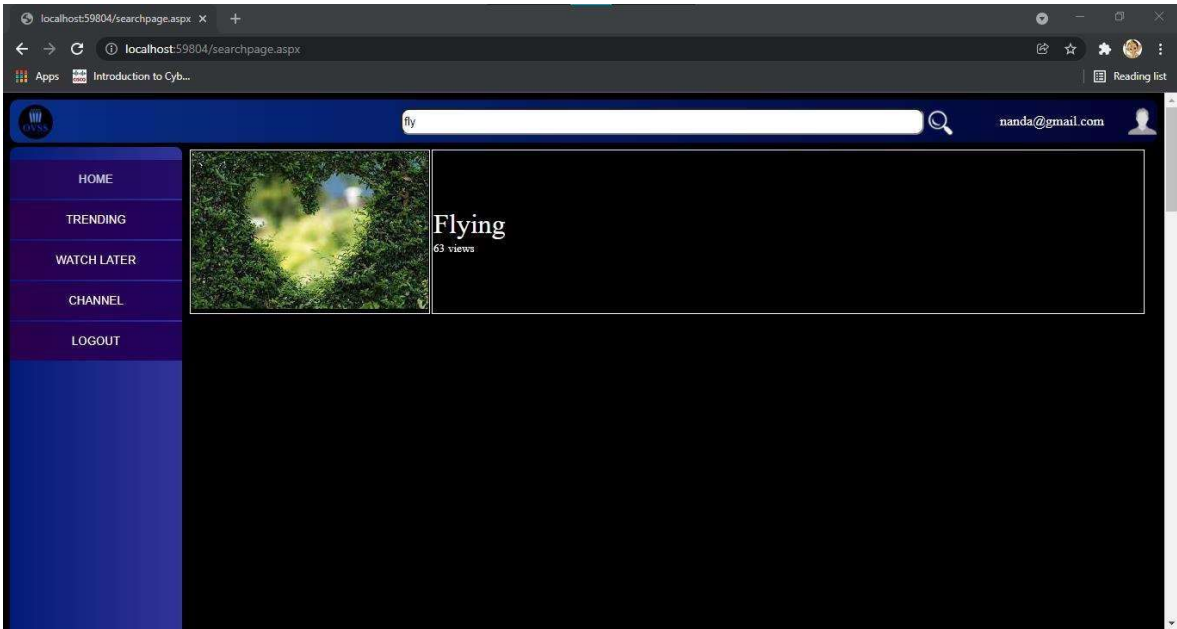 localhost:59804/searchpage.aspx
localhost:59804/searchpage.aspx
Apps
Introduction to Cyb...
Reading list
OVSS
fly
nanda@gmail.com
HOME
TRENDING
WATCH LATER
CHANNEL
LOGOUT
Flying
63 views